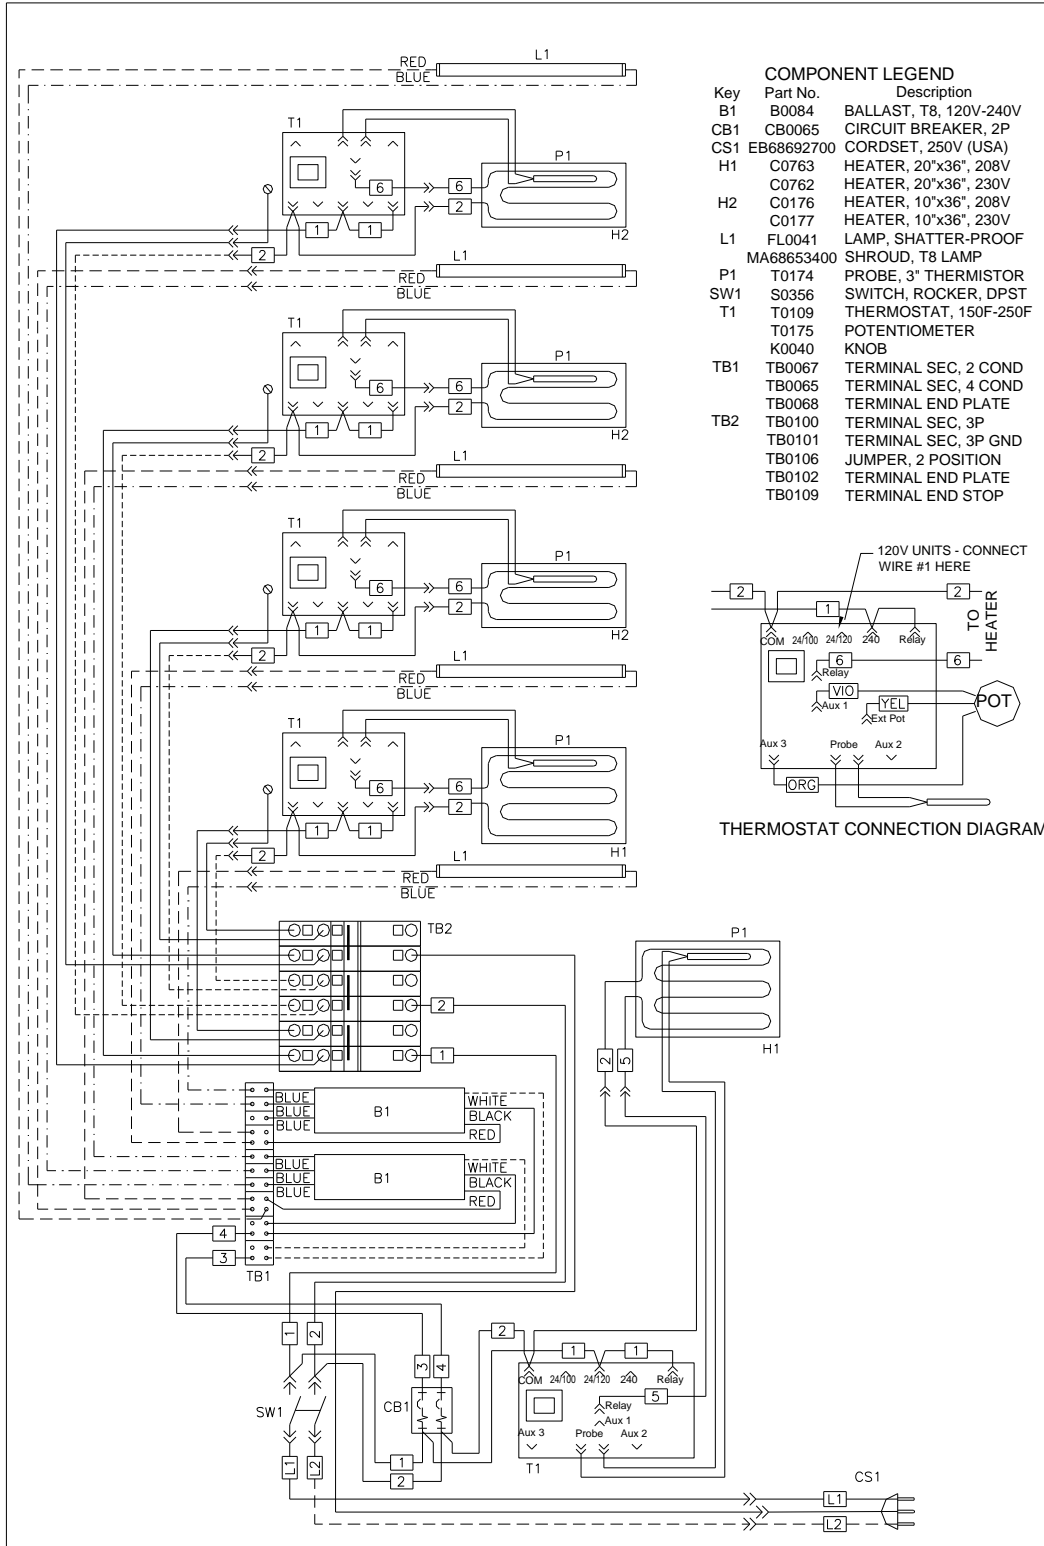 L1
RED
BLUE
COMPONENT LEGEND
Key Part No. Description
B1 B0084 BALLAST, T8, 120V-240V
CB1 CB0065 CIRCUIT BREAKER, 2P
CS1 EB68692700 CORDSET, 250V (USA)
H1 C0763 HEATER, 20"x36", 208V
C0762 HEATER, 20"x36", 230V
H2 C0176 HEATER, 10"x36", 208V
C0177 HEATER, 10"x36", 230V
L1 FL0041 LAMP, SHATTER-PROOF
MA68653400 SHROUD, T8 LAMP
P1 T0174 PROBE, 3" THERMISTOR
SW1 S0356 SWITCH, ROCKER, DPST
T1 T0109 THERMOSTAT, 150F-250F
T0175 POTENTIOMETER
K0040 KNOB
TB1 TB0067 TERMINAL SEC, 2 COND
TB0065 TERMINAL SEC, 4 COND
TB0068 TERMINAL END PLATE
TB2 TB0100 TERMINAL SEC, 3P
TB0101 TERMINAL SEC, 3P GND
TB0106 JUMPER, 2 POSITION
TB0102 TERMINAL END PLATE
TB0109 TERMINAL END STOP
T1
P1
6 6
2
H2
1 1
2
L1
RED
BLUE
T1
P1
6 6
2
H2
1 1
2
L1
RED
BLUE
T1
P1
6 6
2
H2
1 1
2
L1
RED
BLUE
T1
P1
6 6
2
H1
1 1
2
L1
RED
BLUE
120V UNITS - CONNECT
WIRE #1 HERE
2 2
1
TO
HEATER
COM 24/100 24/120 240 Relay
6 6
Relay
VIO
Aux 1
YEL
Ext Pot
POT
Aux 3 Probe Aux 2
ORG
THERMOSTAT CONNECTION DIAGRAM
TB2
2
1
P1
H1
2 5
BLUE
BLUE
BLUE
B1
WHITE
BLACK
RED
BLUE
BLUE
BLUE
B1
WHITE
BLACK
RED
4
3
TB1
1 2
3 4
2
1 1
COM 24/100 24/120 240 Relay
5
Relay
Aux 1
Aux 3 Probe Aux 2
T1
SW1
CB1
1
2
L1 L2
CS1
L1
L2